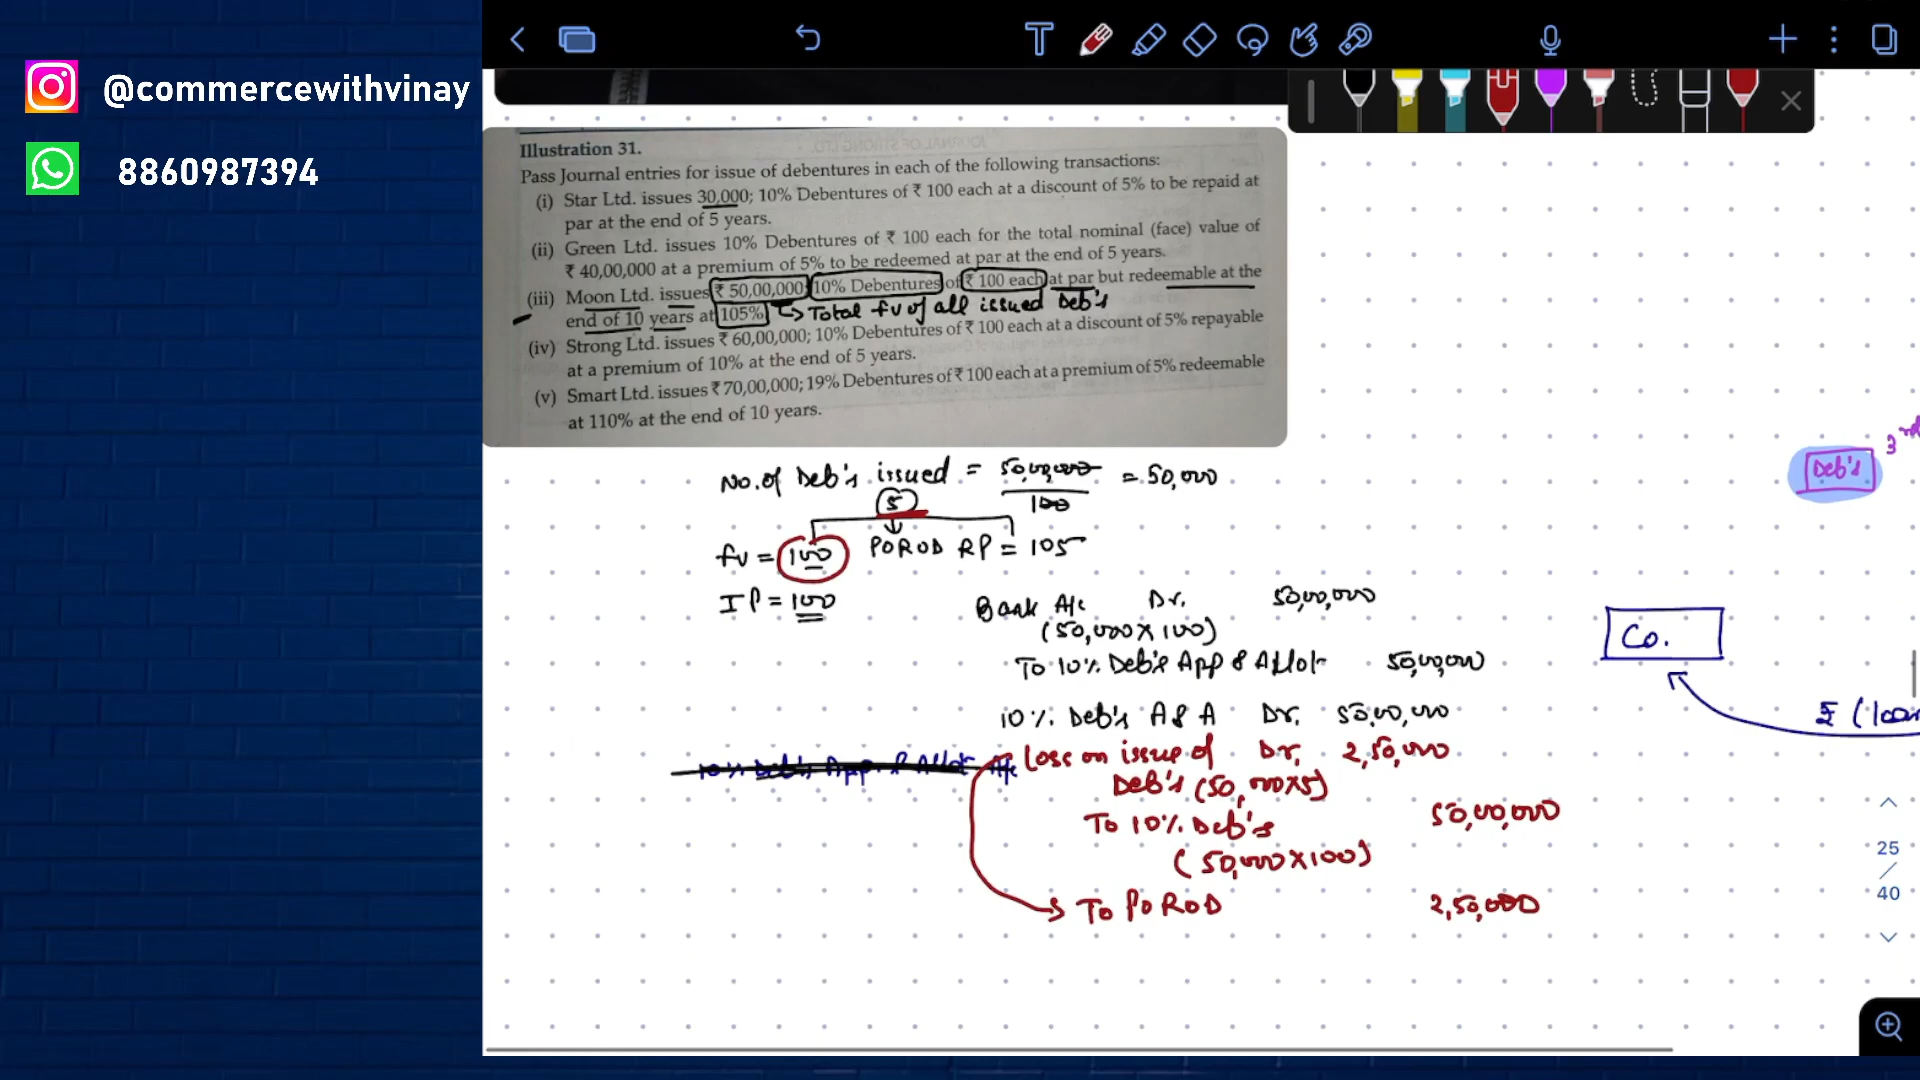 @commercewithvinay
8860987394
Illustration 31.
Pass Journal entries for issue of debentures in each of the following transactions:
(i) Star Ltd. issues 30,000; 10% Debentures of ₹ 100 each at a discount of 5% to be repaid at
par at the end of 5 years.
(ii) Green Ltd. issues 10% Debentures of ₹ 100 each for the total nominal (face) value of
₹ 40,00,000 at a premium of 5% to be redeemed at par at the end of 5 years.
(iii) Moon Ltd. issues ₹ 50,00,000; 10% Debentures of ₹ 100 each at par but redeemable at the
end of 10 years at 105%
→ Total fv of all issued Deb's
(iv) Strong Ltd. issues ₹ 60,00,000; 10% Debentures of ₹ 100 each at a discount of 5% repayable
at a premium of 10% at the end of 5 years.
(v) Smart Ltd. issues ₹ 70,00,000; 19% Debentures of ₹ 100 each at a premium of 5% redeemable
at 110% at the end of 10 years.
No. of Deb's issued = 50,00,000 / 100 = 50,000
5
fv = 100 POROD RP = 105
IP = 100
Bank A/c Dr. 50,00,000
(50,000 x 100)
To 10% Deb's App & Allot 50,00,000
10% Deb's A & A Dr. 50,00,000
10% Deb's App & Allot A/c
Loss on issue of Dr. 2,50,000
Deb's (50,000x5)
To 10% Deb's 50,00,000
(50,000x100)
To POROD 2,50,000
Deb's
Co.
25
/
40